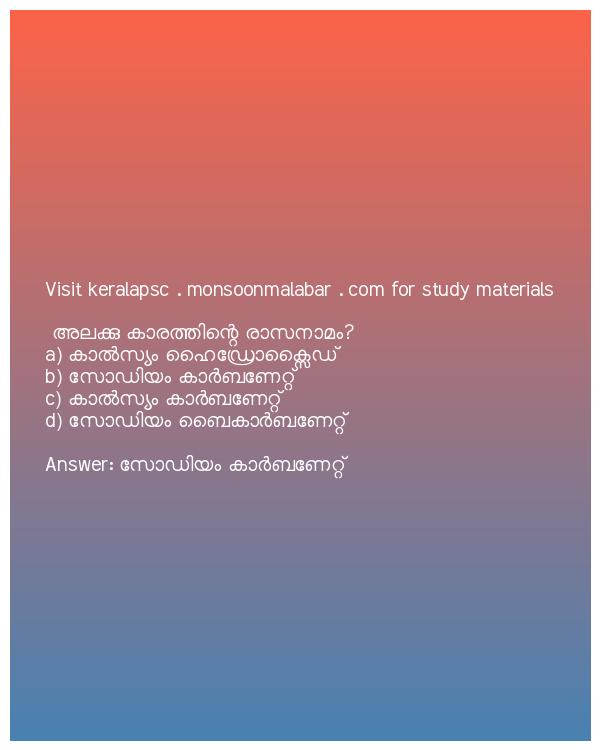 Visit keralapsc . monsoonmalabar . com for study materials
അലക്കു കാരത്തിന്റെ രാസനാമം?
a) കാൽസ്യം ഹൈഡ്രോക്സൈഡ്
b) സോഡിയം കാർബണേറ്റ്
c) കാൽസ്യം കാർബണേറ്റ്
d) സോഡിയം ബൈകാർബണേറ്റ്
Answer: സോഡിയം കാർബണേറ്റ്